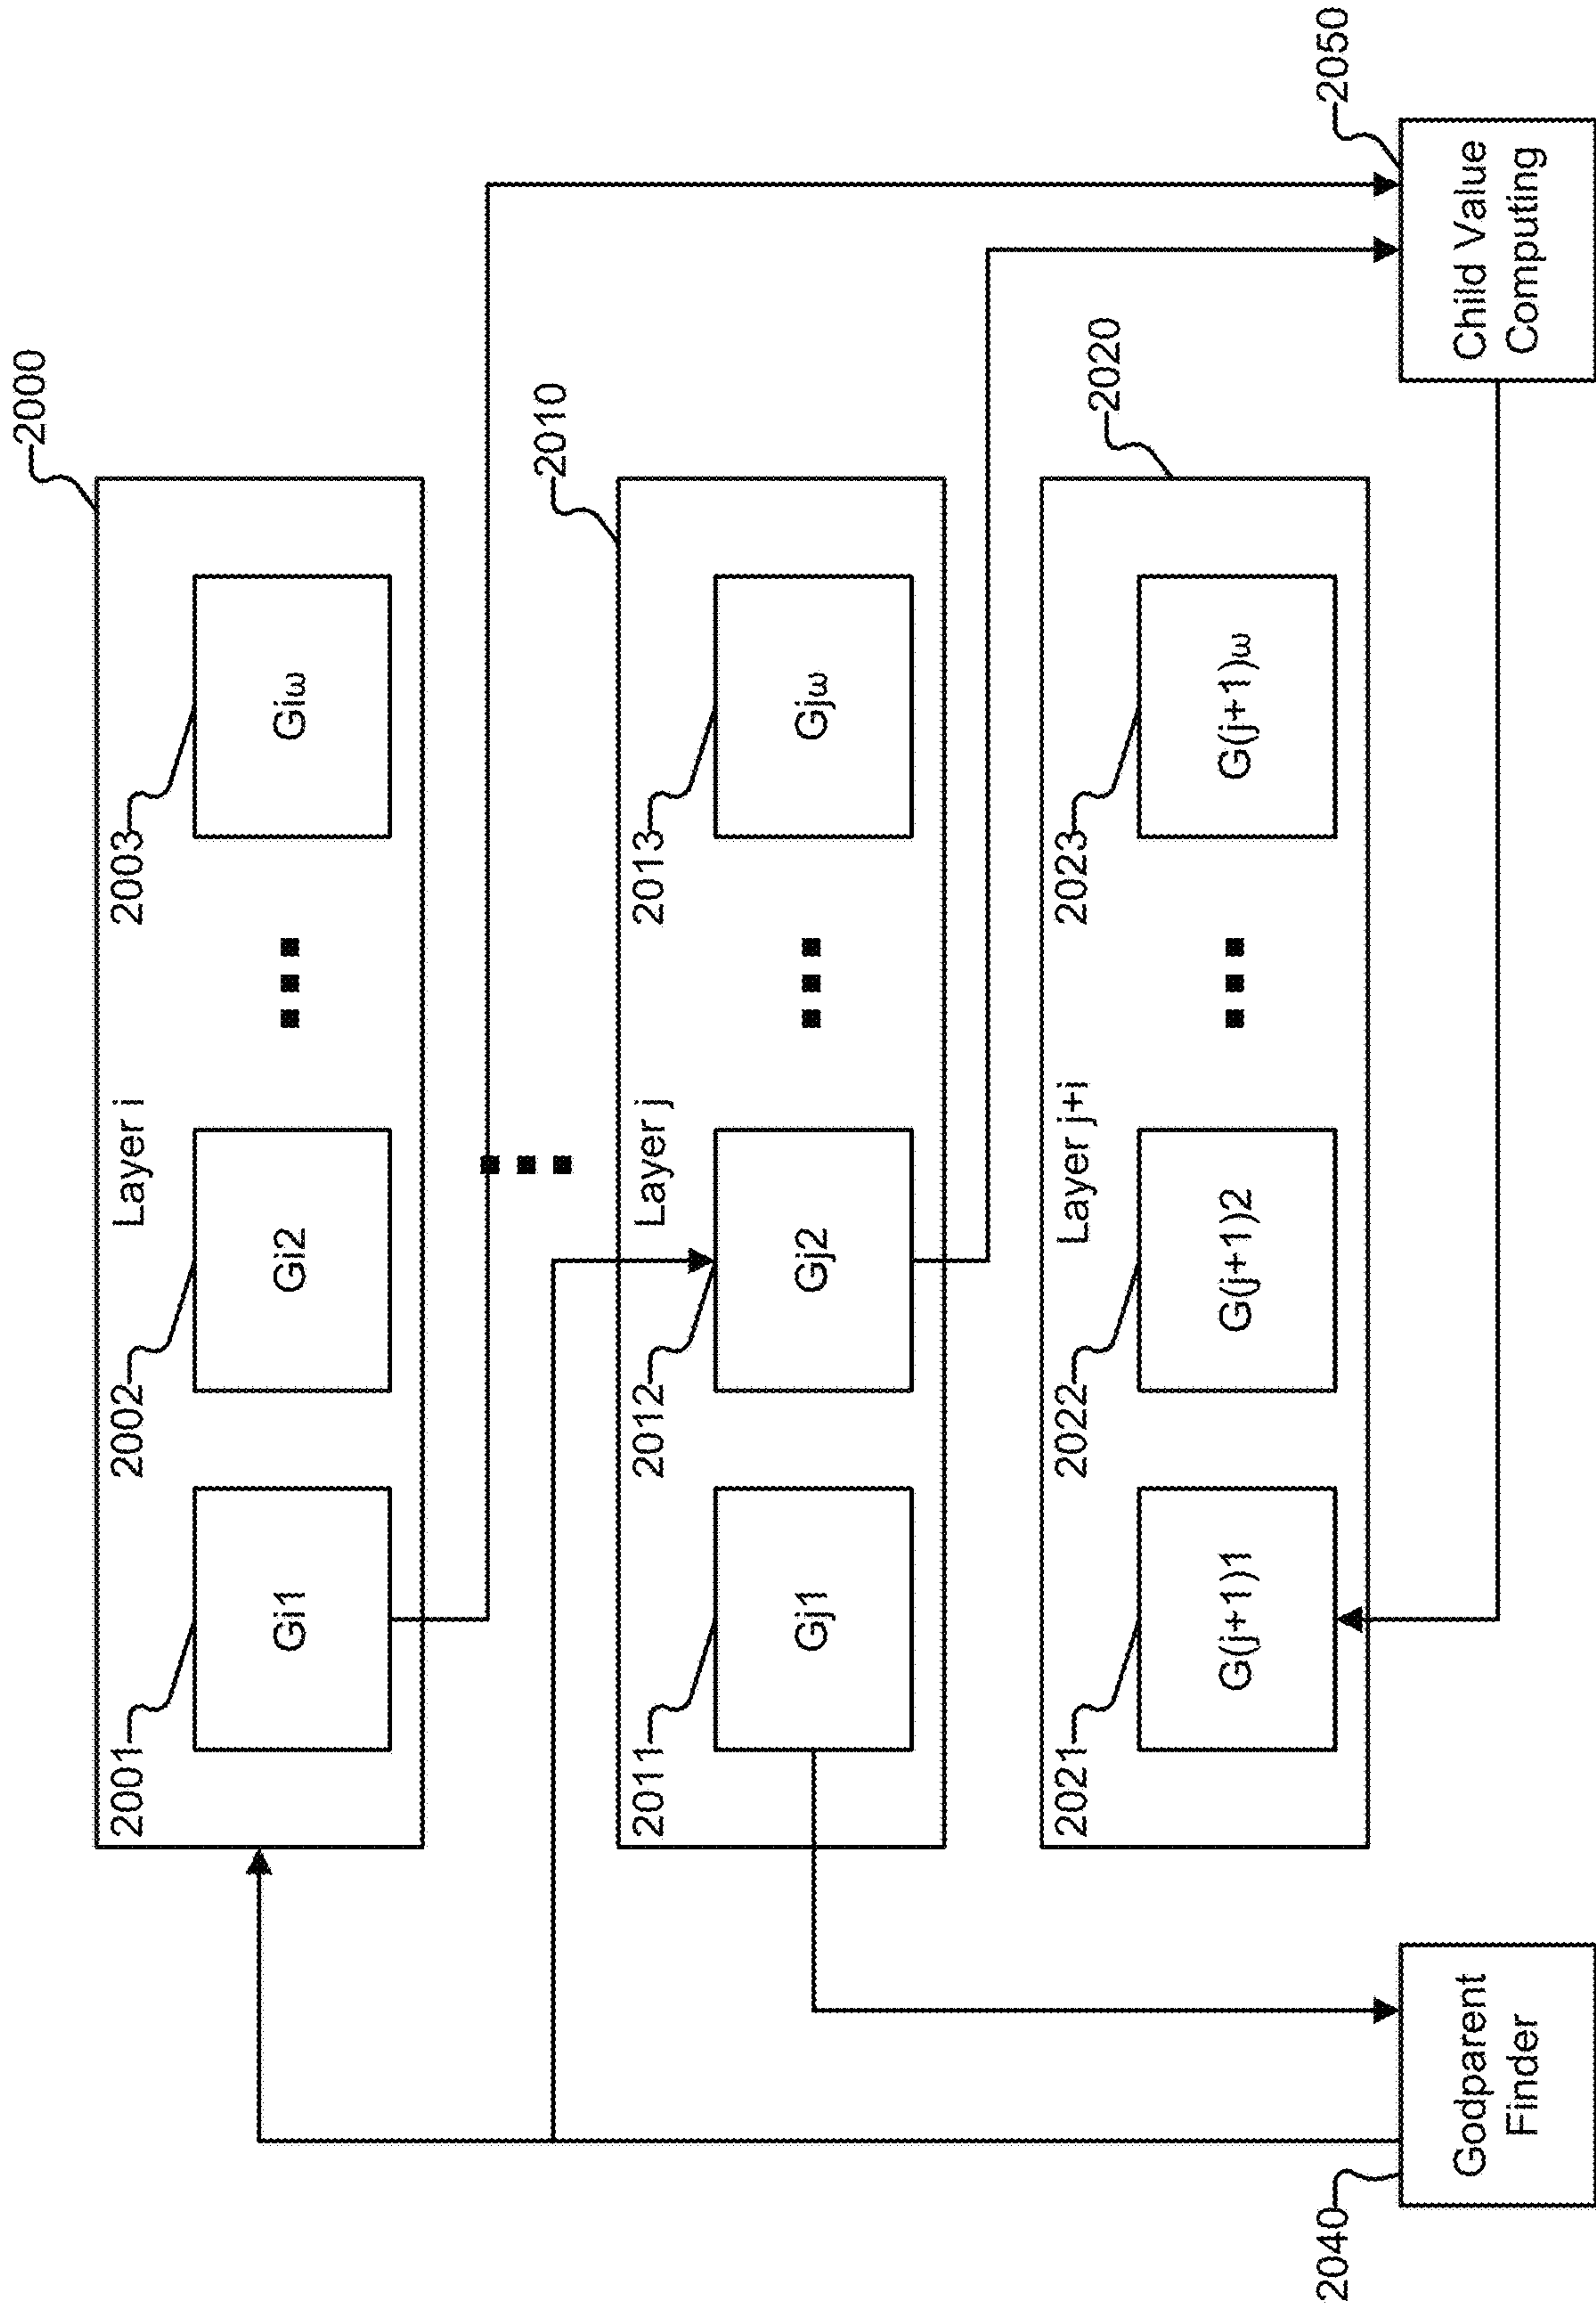 2000
Layer i
2001
2002
2003
Gi1
Gi2
Giω
2010
Layer j
2011
2012
2013
Gj1
Gj2
Gjω
2020
Layer j+i
2021
2022
2023
G(j+1)1
G(j+1)2
G(j+1)ω
2040
Godparent
Finder
2050
Child Value
Computing